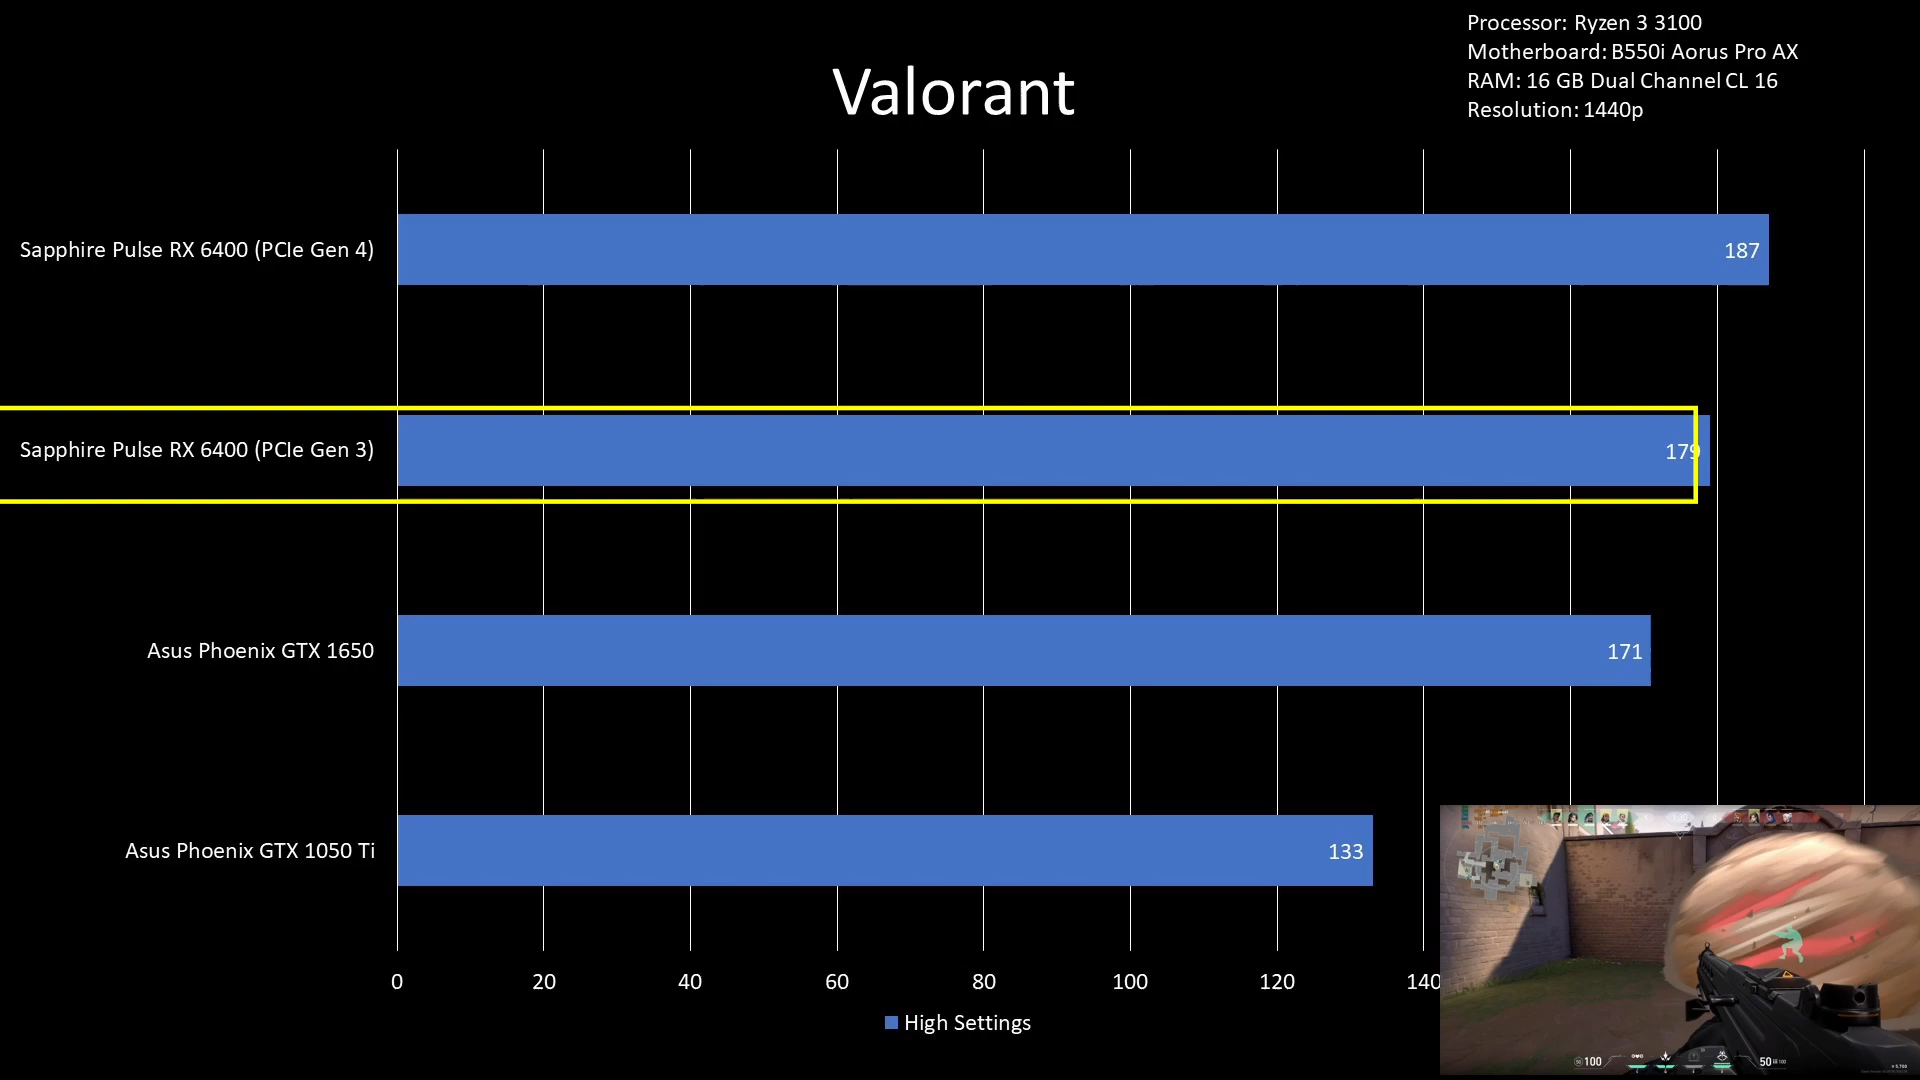 Processor: Ryzen 3 3100
Motherboard: B550i Aorus Pro AX
RAM: 16 GB Dual Channel CL 16
Resolution: 1440p
Valorant
Sapphire Pulse RX 6400 (PCIe Gen 4)
187
Sapphire Pulse RX 6400 (PCIe Gen 3)
179
Asus Phoenix GTX 1650
171
Asus Phoenix GTX 1050 Ti
133
0 20 40 60 80 100 120 140
High Settings
100
50